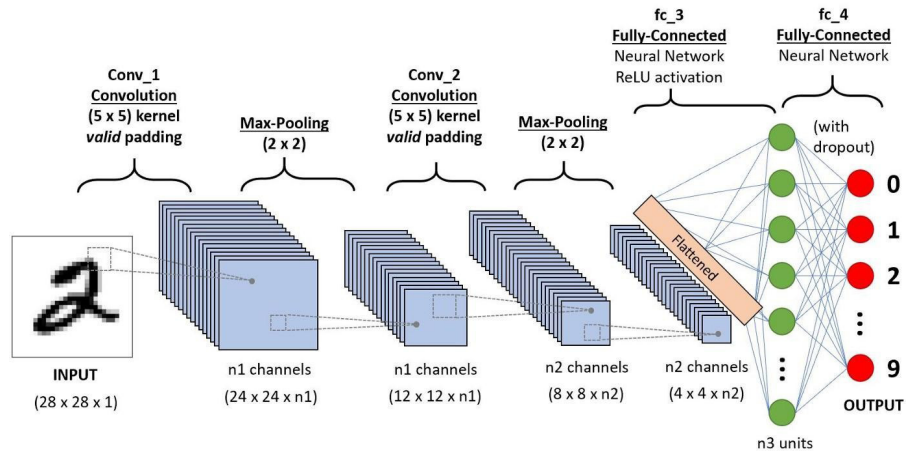 fc_3
Fully-Connected
Neural Network
ReLU activation
fc_4
Fully-Connected
Neural Network
Conv_1
Convolution
(5 x 5) kernel
valid padding
Max-Pooling
(2 x 2)
Conv_2
Convolution
(5 x 5) kernel
valid padding
Max-Pooling
(2 x 2)
(with
dropout)
2
Flattened
0
1
2
9
INPUT
(28 x 28 x 1)
n1 channels
(24 x 24 x n1)
n1 channels
(12 x 12 x n1)
n2 channels
(8 x 8 x n2)
n2 channels
(4 x 4 x n2)
OUTPUT
n3 units